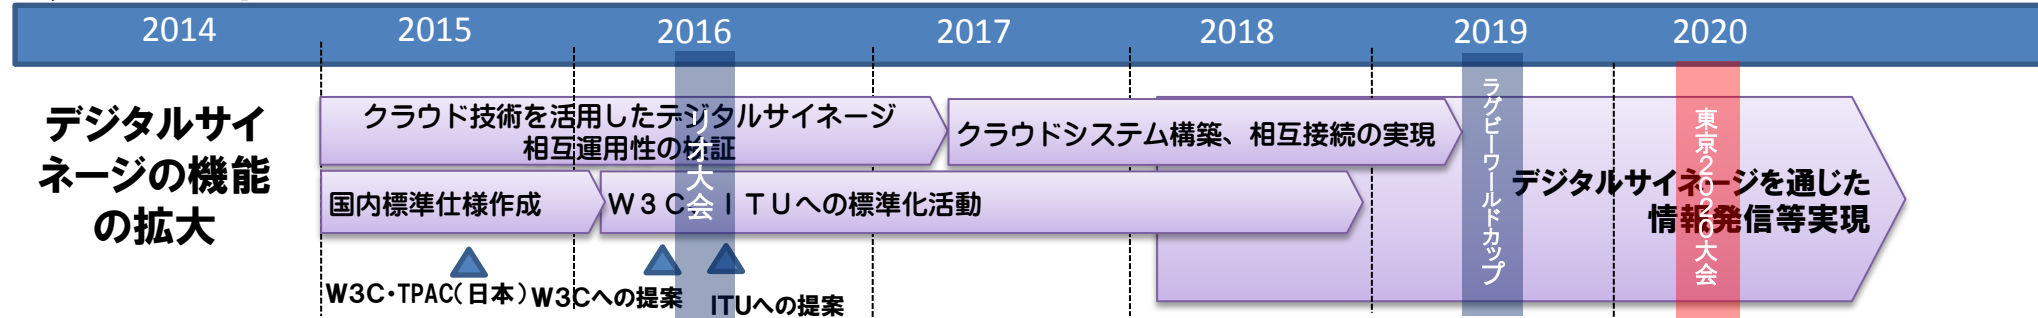 2014 2015 2016 2017 2018 2019 2020
デジタルサイ
ネージの機能
の拡大
クラウド技術を活用したデジタルサイネージ
相互運用性の検証
クラウドシステム構築、相互接続の実現
国内標準仕様作成
W3C、ITUへの標準化活動
デジタルサイネージを通じた
情報発信等実現
リオ大会
ラグビーワールドカップ
東京2020大会
W3C・TPAC(日本)
W3Cへの提案
ITUへの提案